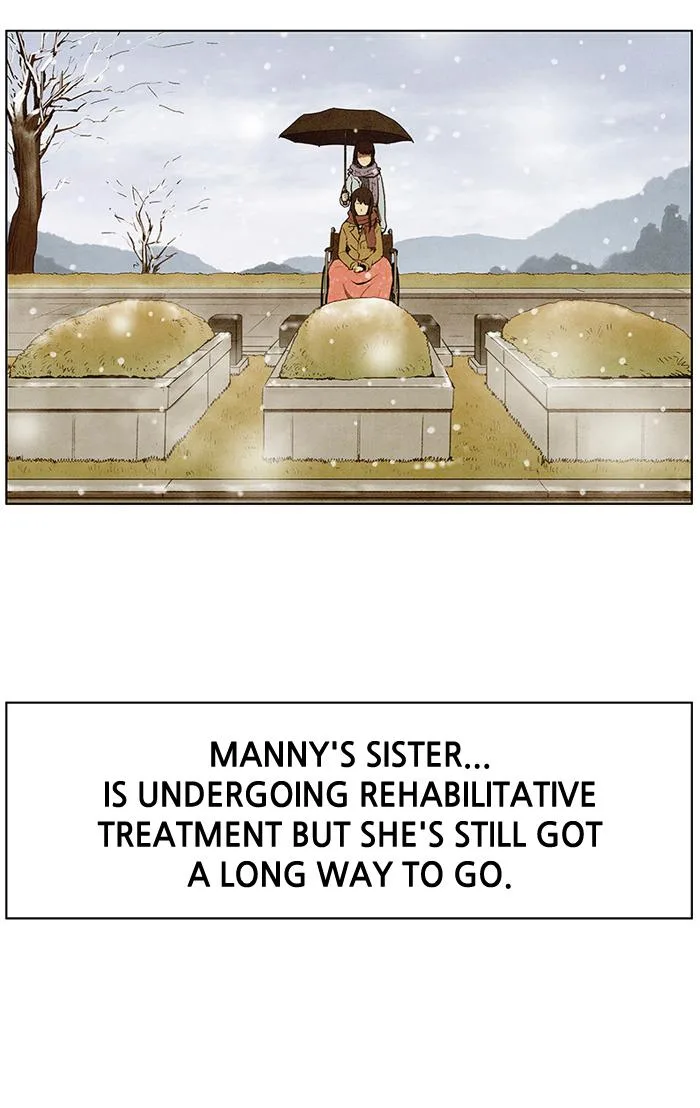 MANNY'S SISTER...
IS UNDERGOING REHABILITATIVE
TREATMENT BUT SHE'S STILL GOT
A LONG WAY TO GO.